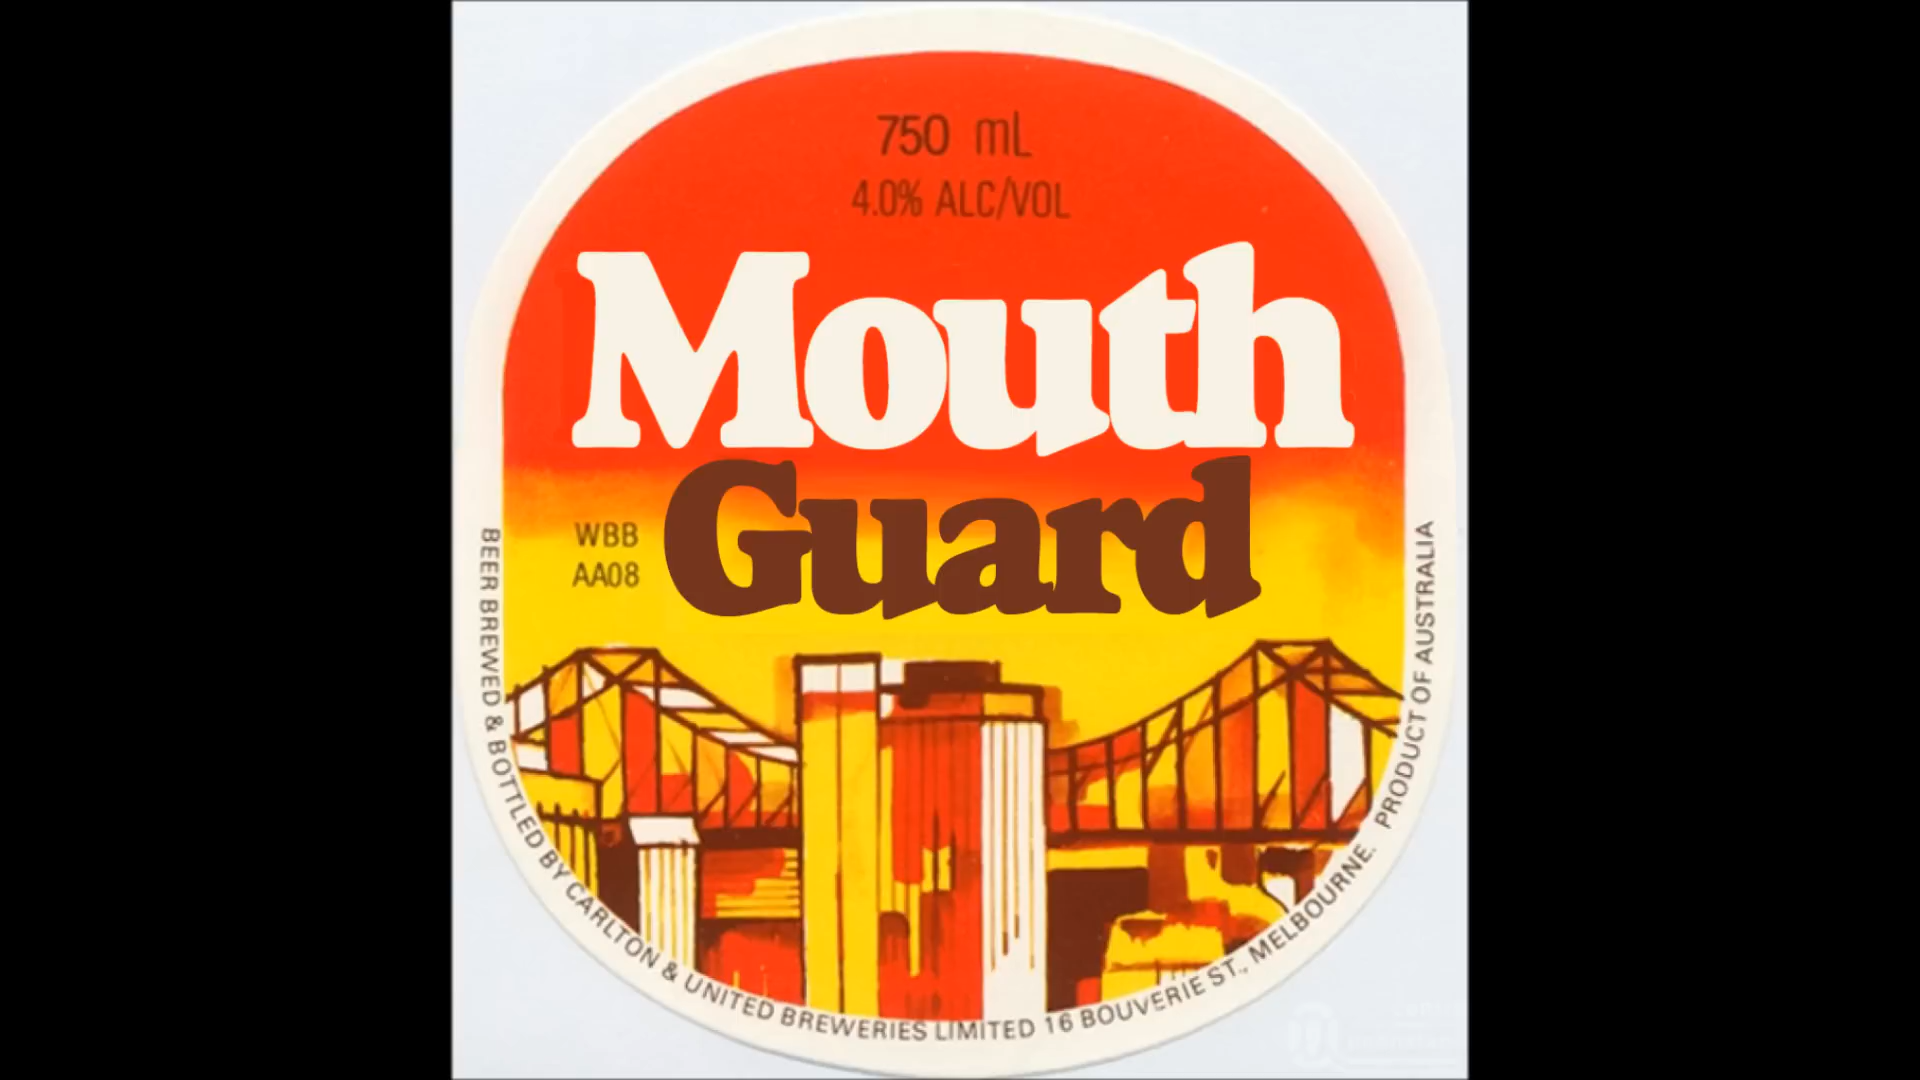 750 mL
4.0% ALC/VOL
Mouth
Guard
WBB
AA08
BEER BREWED & BOTTLED BY CARLTON & UNITED BREWERIES LIMITED 16 BOUVERIE ST., MELBOURNE. PRODUCT OF AUSTRALIA